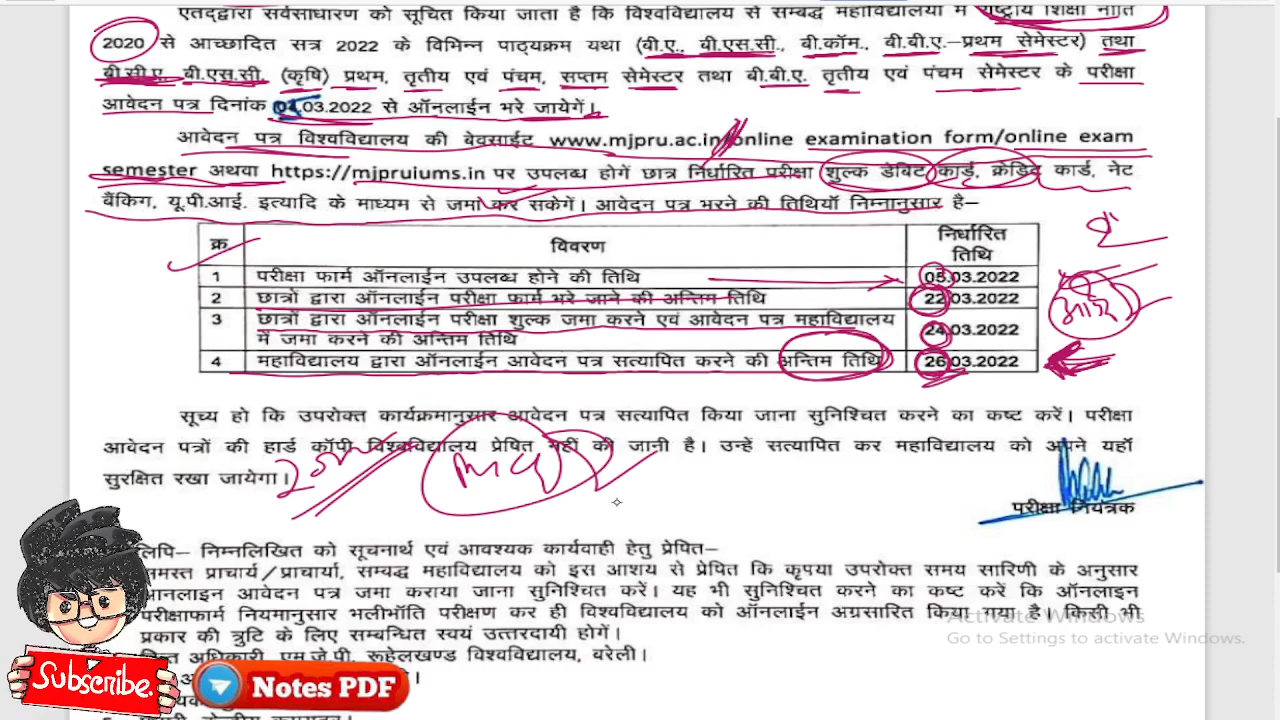 एतद्द्वारा सर्वसाधारण को सूचित किया जाता है कि विश्वविद्यालय से सम्बद्ध महाविद्यालयों में राष्ट्रीय शिक्षा नीति
2020 से आच्छादित सत्र 2022 के विभिन्न पाठ्यक्रम यथा (बी.ए., बी.एस.सी., बी.कॉम., बी.बी.ए.–प्रथम सेमेस्टर) तथा
बी.सी.ए. बी.एस.सी. (कृषि) प्रथम, तृतीय एवं पंचम, सप्तम सेमेस्टर तथा बी.बी.ए. तृतीय एवं पंचम सेमेस्टर के परीक्षा
आवेदन पत्र दिनांक .03.2022 से ऑनलाईन भरे जायेगें।
आवेदन पत्र विश्वविद्यालय की बेवसाईट www.mjpru.ac.in/online examination form/online exam
semester अथवा https://mjpruiums.in पर उपलब्ध होगें छात्र निर्धारित परीक्षा शुल्क डेबिट कार्ड, क्रेडिट कार्ड, नेट
बैंकिंग, यू.पी.आई. इत्यादि के माध्यम से जमा कर सकेगें। आवेदन पत्र भरने की तिथियॉ निम्नानुसार है–
क्र विवरण निर्धारित तिथि
1 परीक्षा फार्म ऑनलाईन उपलब्ध होने की तिथि 05.03.2022
2 छात्रों द्वारा ऑनलाईन परीक्षा फार्म भरे जाने की अन्तिम तिथि 22.03.2022
3 छात्रों द्वारा ऑनलाईन परीक्षा शुल्क जमा करने एवं आवेदन पत्र महाविद्यालय 24.03.2022
में जमा करने की अन्तिम तिथि
4 महाविद्यालय द्वारा ऑनलाईन आवेदन पत्र सत्यापित करने की अन्तिम तिथि 26.03.2022
सूच्य हो कि उपरोक्त कार्यक्रमानुसार आवेदन पत्र सत्यापित किया जाना सुनिश्चित करने का कष्ट करें। परीक्षा
आवेदन पत्रों की हार्ड कॉपी विश्वविद्यालय प्रेषित नहीं की जानी है। उन्हें सत्यापित कर महाविद्यालय को अपने यहॉ
सुरक्षित रखा जायेगा।
परीक्षा नियंत्रक
लिपि– निम्नलिखित को सूचनार्थ एवं आवश्यक कार्यवाही हेतु प्रेषित–
समस्त प्राचार्य/प्राचार्या, सम्बद्ध महाविद्यालय को इस आशय से प्रेषित कि कृपया उपरोक्त समय सारिणी के अनुसार
ऑनलाइन आवेदन पत्र जमा कराया जाना सुनिश्चित करें। यह भी सुनिश्चित करने का कष्ट करें कि ऑनलाइन
परीक्षाफार्म नियमानुसार भलीभॉति परीक्षण कर ही विश्वविद्यालय को ऑनलाईन अग्रसारित किया गया है। किसी भी
प्रकार की त्रुटि के लिए सम्बन्धित स्वयं उत्तरदायी होगें।
वित्त अधिकारी, एम.जे.पी. रूहेलखण्ड विश्वविद्यालय, बरेली।
Activate Windows
Go to Settings to activate Windows.
Subscribe.
Notes PDF